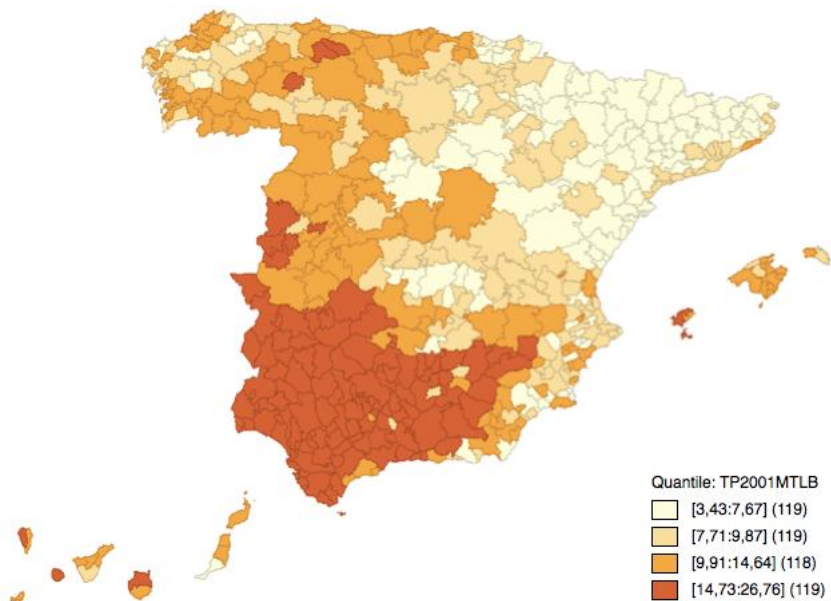 Quantile: TP2001MTLB
[3,43:7,67] (119)
[7,71:9,87] (119)
[9,91:14,64] (118)
[14,73:26,76] (119)